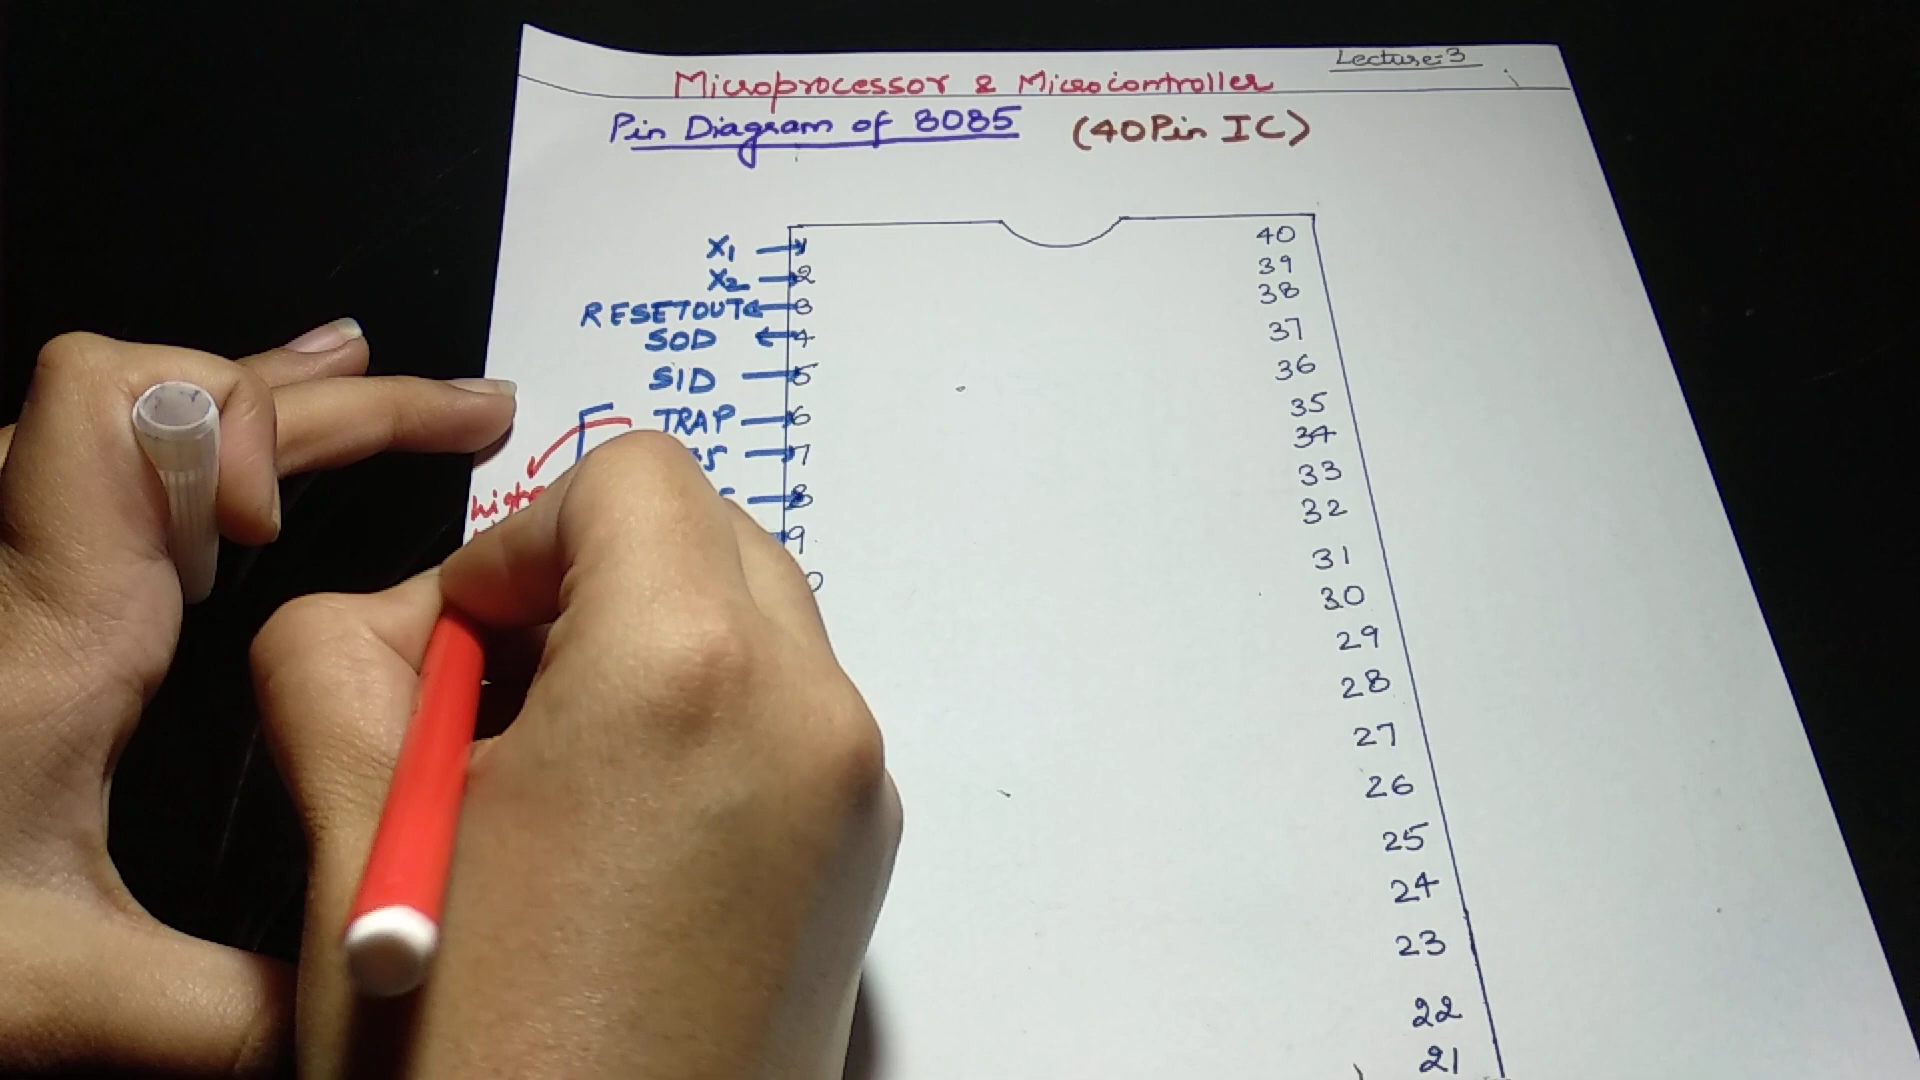 Lecture:3
Microprocessor & Microcontroller
Pin Diagram of 8085 (40 Pin IC)
X1 1 40
X2 2 39
RESETOUT 3 38
SOD 4 37
SID 5 36
TRAP 6 35
7 34
8 33
9 32
31
30
29
28
27
26
25
24
23
22
21